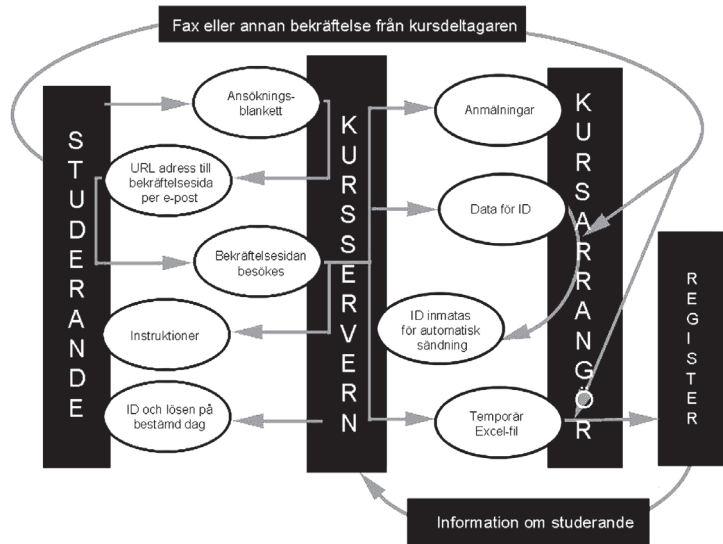 Fax eller annan bekräftelse från kursdeltagaren
STUDERANDE
Ansöknings-
blankett
URL adress till
bekräftelsesida
per e-post
Bekräftelsesidan
besökes
Instruktioner
ID och lösen på
bestämd dag
KURSSERVERN
Anmälningar
Data för ID
ID inmatas
för automatisk
sändning
Temporär
Excel-fil
KURSARRANGÖR
REGISTER
Information om studerande